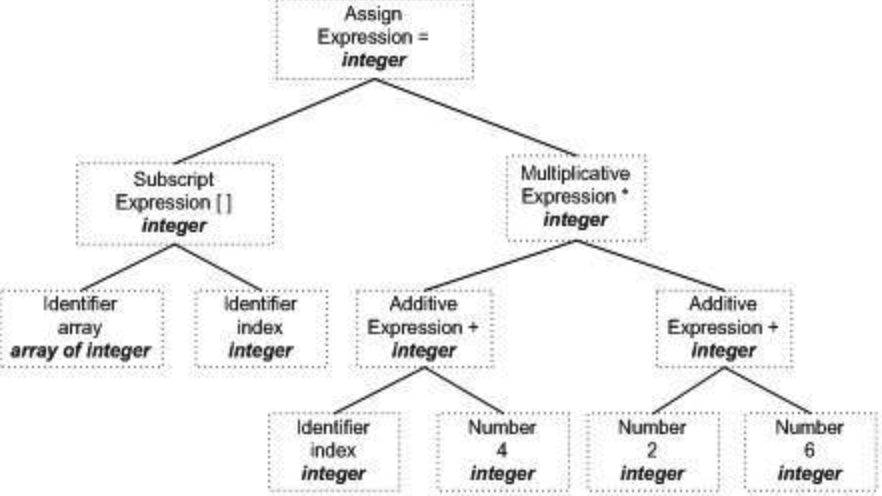 Assign
Expression =
integer
Subscript
Expression [ ]
integer
Multiplicative
Expression *
integer
Identifier
array
array of integer
Identifier
index
integer
Additive
Expression +
integer
Additive
Expression +
integer
Identifier
index
integer
Number
4
integer
Number
2
integer
Number
6
integer